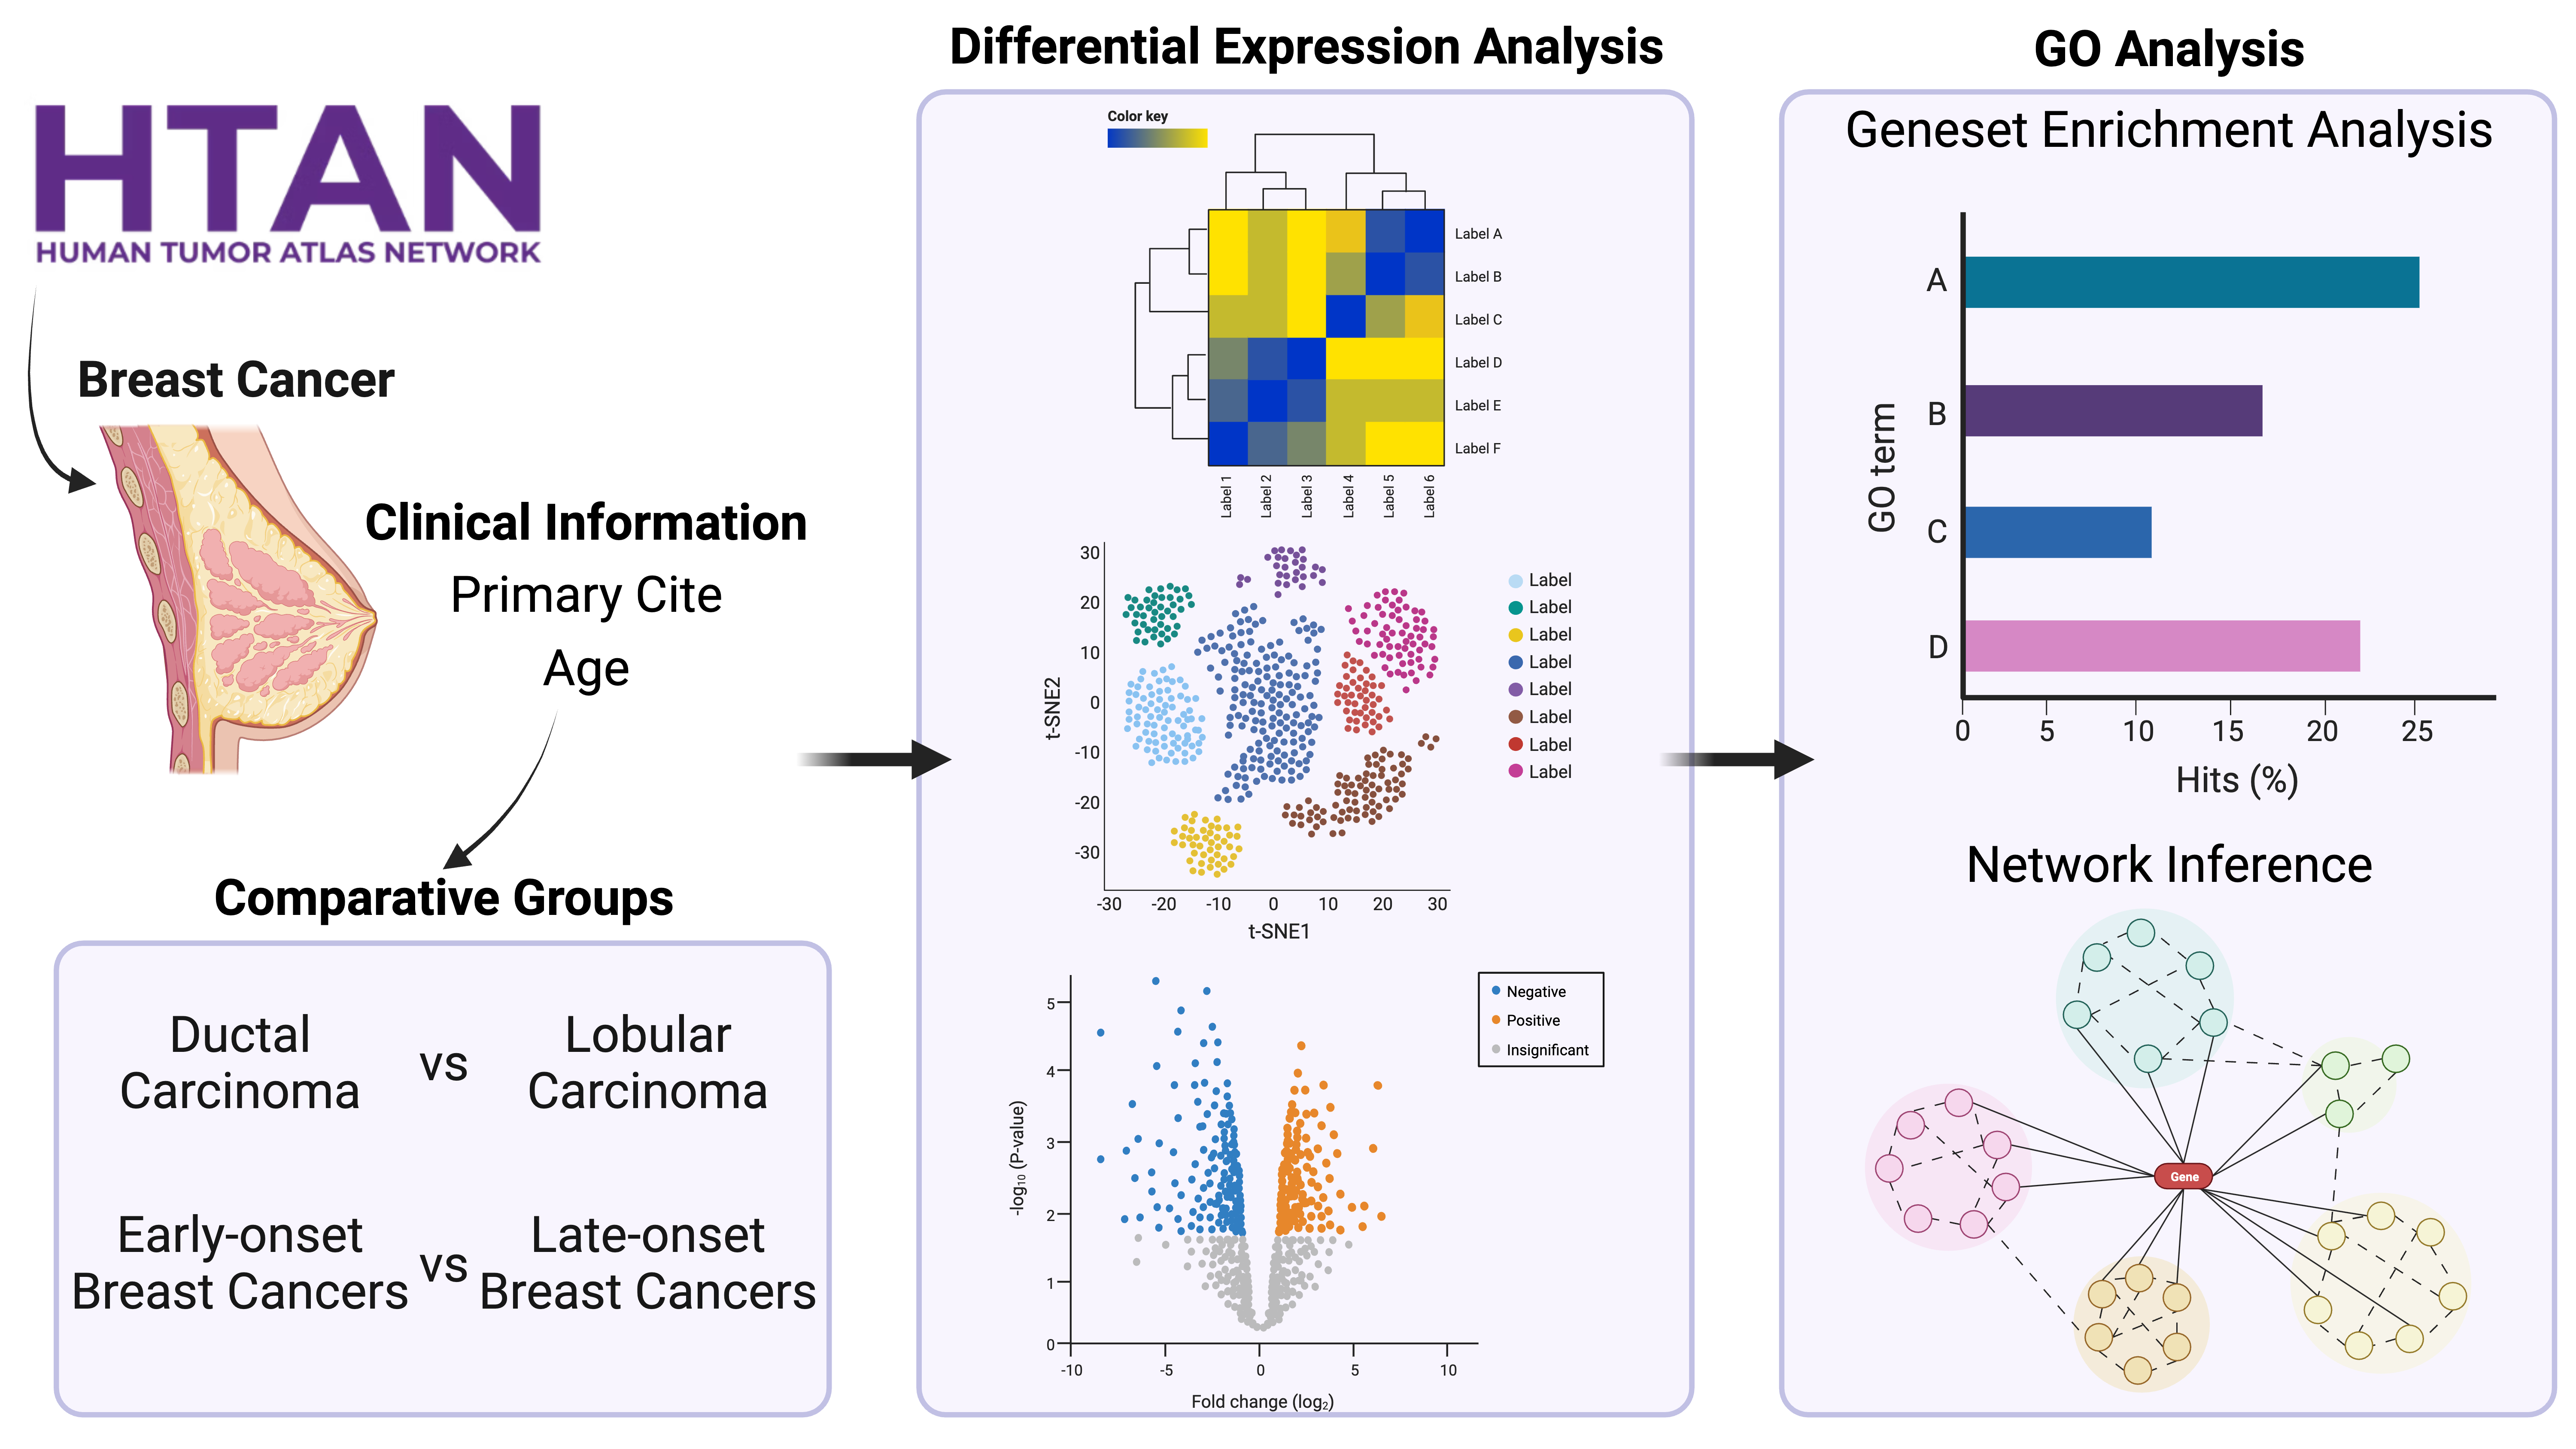 HTAN
HUMAN TUMOR ATLAS NETWORK
Breast Cancer
Clinical Information
Primary Cite
Age
Comparative Groups
Ductal
Carcinoma
vs
Lobular
Carcinoma
Early-onset
Breast Cancers
vs
Late-onset
Breast Cancers
Differential Expression Analysis
Color key
Label A
Label B
Label C
Label D
Label E
Label F
Label 1
Label 2
Label 3
Label 4
Label 5
Label 6
30
20
10
0
-10
-20
-30
t-SNE2
-30 -20 -10 0 10 20 30
t-SNE1
Label
Label
Label
Label
Label
Label
Label
Label
5
4
3
2
1
0
-log₁₀ (P-value)
-10 -5 0 5 10
Fold change (log₂)
Negative
Positive
Insignificant
GO Analysis
Geneset Enrichment Analysis
GO term
A
B
C
D
0 5 10 15 20 25
Hits (%)
Network Inference
Gene